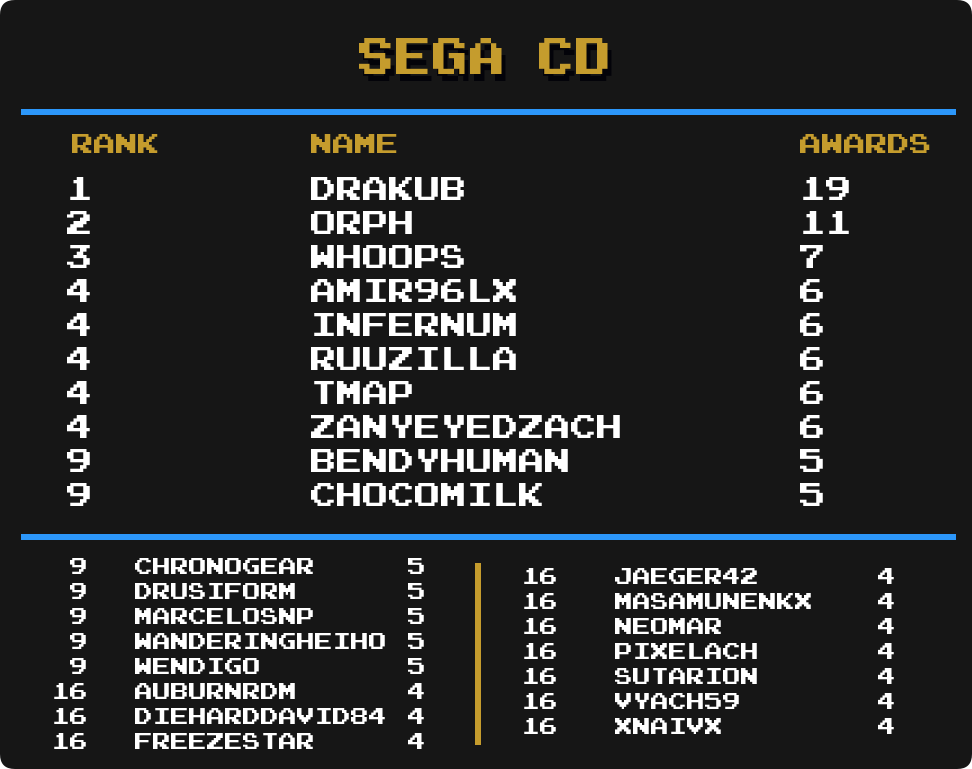 SEGA CD
RANK NAME AWARDS
1 DRAKUB 19
2 ORPH 11
3 WHOOPS 7
4 AMIR96LX 6
4 INFERNUM 6
4 RUUZILLA 6
4 TMAP 6
4 ZANYEYEDZACH 6
9 BENDYHUMAN 5
9 CHOCOMILK 5
9 CHRONOGEAR 5
9 DRUSIFORM 5
9 MARCELOSNP 5
9 WANDERINGHEIHO 5
9 WENDIGO 5
16 AUBURNRDM 4
16 DIEHARDDAVID84 4
16 FREEZESTAR 4
16 JAEGER42 4
16 MASAMUNENKX 4
16 NEOMAR 4
16 PIXELACH 4
16 SUTARION 4
16 VYACH59 4
16 XNAIVX 4